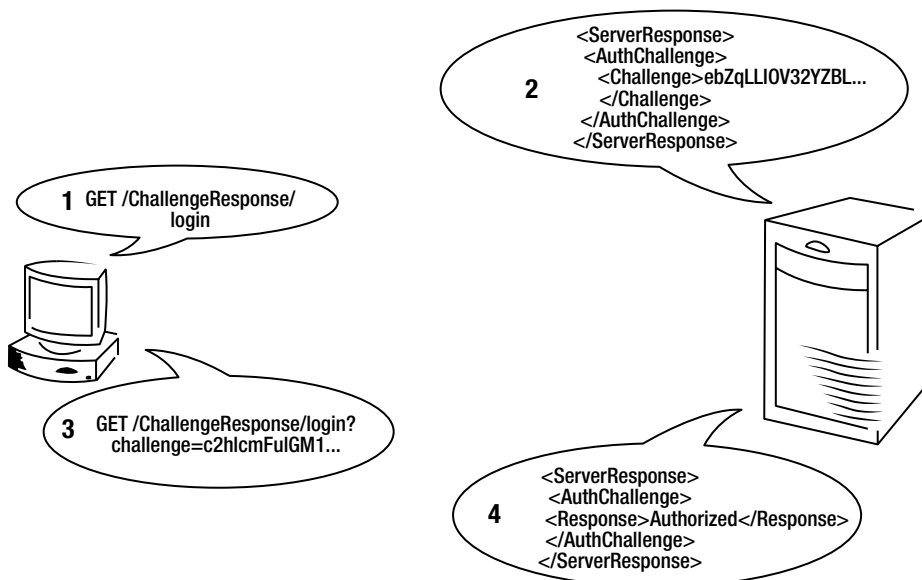 1 GET /ChallengeResponse/
login
2
<ServerResponse>
<AuthChallenge>
<Challenge>ebZqLLlOV32YZBL...
</Challenge>
</AuthChallenge>
</ServerResponse>
3 GET /ChallengeResponse/login?
challenge=c2hlcmFulGM1...
4
<ServerResponse>
<AuthChallenge>
<Response>Authorized</Response>
</AuthChallenge>
</ServerResponse>